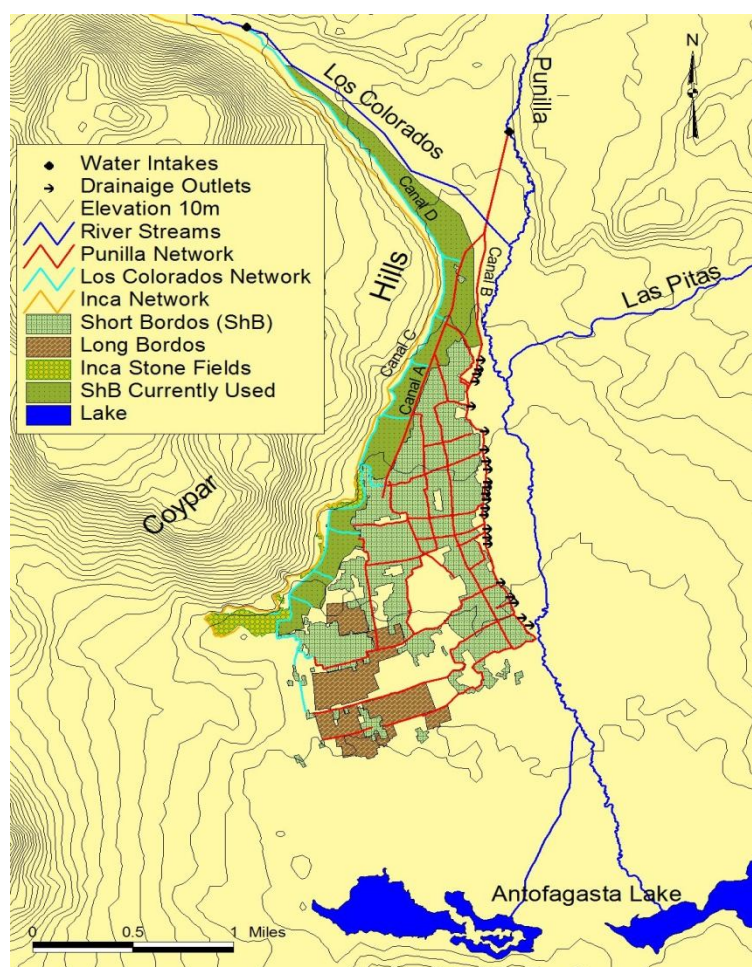 N
Los Colorados
Punilla
Water Intakes
Drainaige Outlets
Elevation 10m
River Streams
Punilla Network
Los Colorados Network
Inca Network
Short Bordos (ShB)
Long Bordos
Inca Stone Fields
ShB Currently Used
Lake
Canal D
Canal B
Hills
Las Pitas
Canal C
Canal A
Coypar
Antofagasta Lake
0 0.5 1 Miles